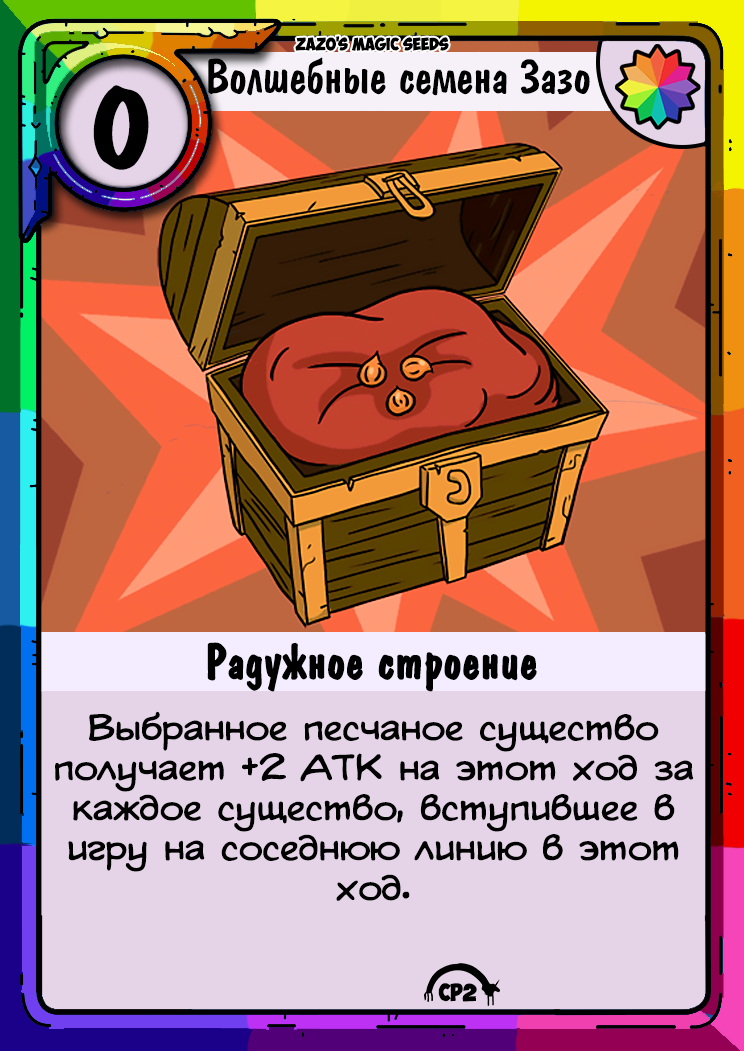 ZAZO'S MAGIC SEEDS
0
Волшебные семена Зазо
Радужное строение
Выбранное песчаное существо
получает +2 АТК на этот ход за
каждое существо, вступившее в
игру на соседнюю линию в этот
ход.
CP2